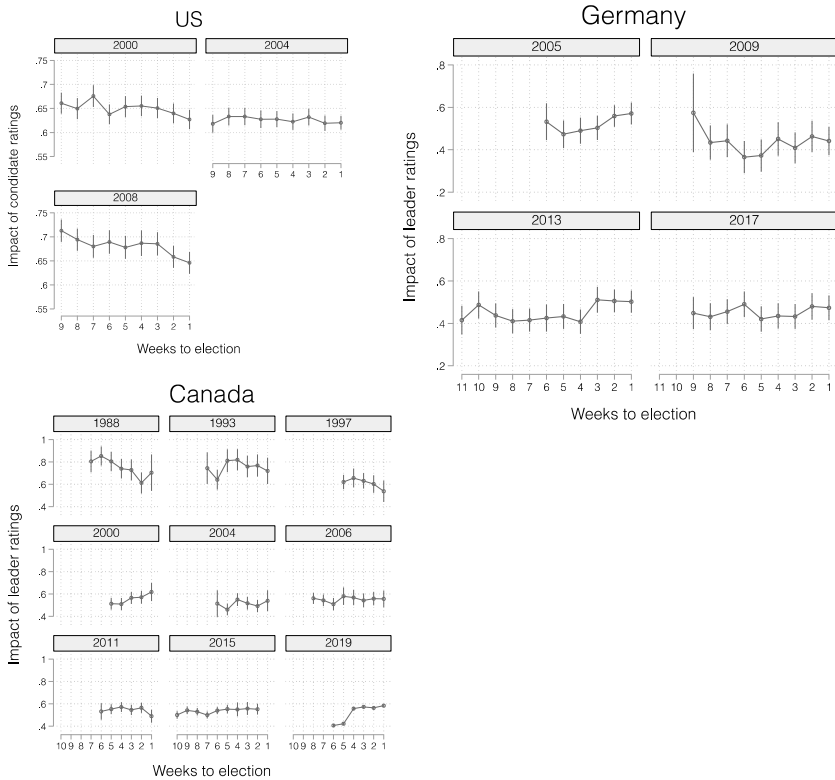 US
2000
2004
.75
.7
.65
.6
.55
9 8 7 6 5 4 3 2 1
2008
.75
.7
.65
.6
.55
9 8 7 6 5 4 3 2 1
Impact of candidate ratings
Weeks to election
Germany
2005
2009
.8
.6
.4
.2
2013
2017
.8
.6
.4
.2
11 10 9 8 7 6 5 4 3 2 1
11 10 9 8 7 6 5 4 3 2 1
Impact of leader ratings
Weeks to election
Canada
1988
1993
1997
1
.8
.6
.4
2000
2004
2006
1
.8
.6
.4
2011
2015
2019
1
.8
.6
.4
10 9 8 7 6 5 4 3 2 1
10 9 8 7 6 5 4 3 2 1
10 9 8 7 6 5 4 3 2 1
Impact of leader ratings
Weeks to election